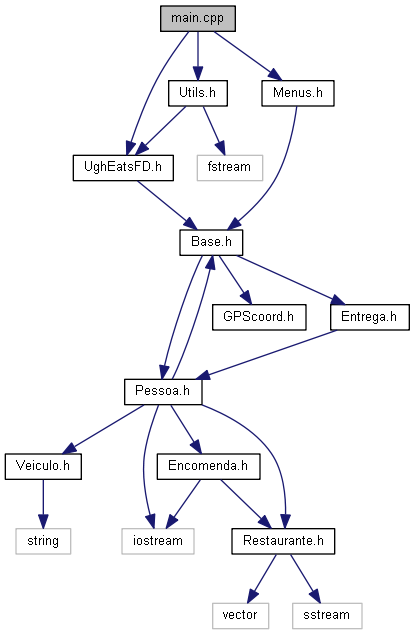 main.cpp
Utils.h
Menus.h
UghEatsFD.h
fstream
Base.h
GPScoord.h
Entrega.h
Pessoa.h
Veiculo.h
Encomenda.h
string
iostream
Restaurante.h
vector
sstream